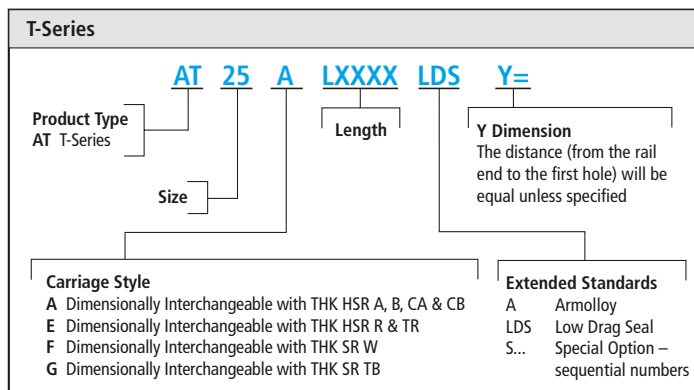 T-Series
AT 25 A LXXXX LDS Y=
Product Type
AT T-Series
Size
Length
Y Dimension
The distance (from the rail
end to the first hole) will be
equal unless specified
Carriage Style
A Dimensionally Interchangeable with THK HSR A, B, CA & CB
E Dimensionally Interchangeable with THK HSR R & TR
F Dimensionally Interchangeable with THK SR W
G Dimensionally Interchangeable with THK SR TB
Extended Standards
A Armolloy
LDS Low Drag Seal
S... Special Option –
sequential numbers